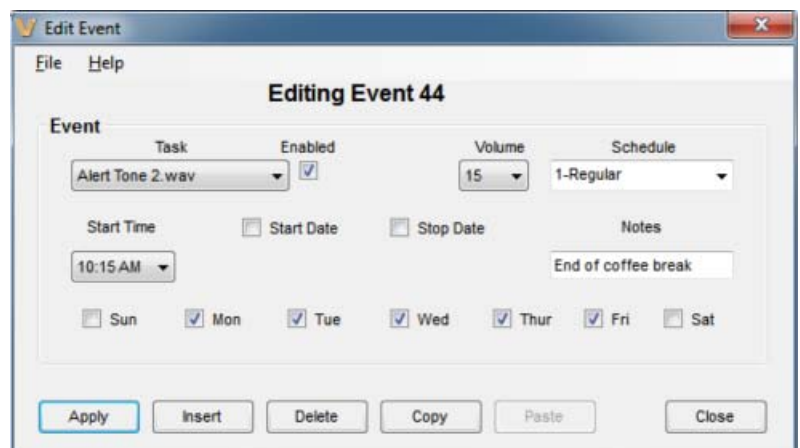 Edit Event
File Help
Editing Event 44
Event
Task Enabled Volume Schedule
Alert Tone 2.wav 15 1-Regular
Start Time Start Date Stop Date Notes
10:15 AM End of coffee break
Sun Mon Tue Wed Thur Fri Sat
Apply Insert Delete Copy Paste Close